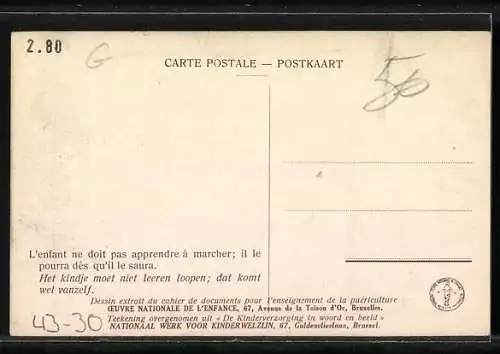 2.80
G
CARTE POSTALE — POSTKAART
50
L'enfant ne doit pas apprendre à marcher; il le
pourra dès qu'il le saura.
Het kindje moet niet leeren loopen; dat komt
wel vanzelf.
Dessin extrait du cahier de documents pour l'enseignement de la puériculture
ŒUVRE NATIONALE DE L'ENFANCE, 67, Avenue de la Toison d'Or, Bruxelles.
Teekening overgenomen uit « De Kinderverzorging in woord en beeld »
NATIONAAL WERK VOOR KINDERWELZIJN, 67, Guldenvlieslaan, Brussel.
43-30